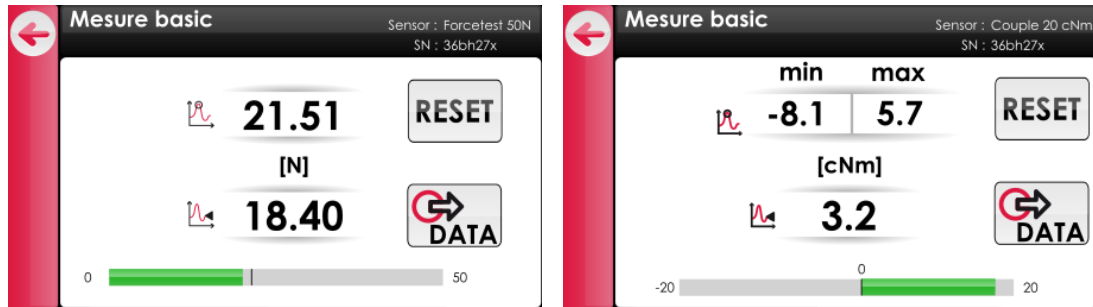 Mesure basic
Sensor : Forcetest 50N
SN : 36bh27x
21.51
RESET
[N]
18.40
DATA
0
50
Mesure basic
Sensor : Couple 20 cNm
SN : 36bh27x
min max
-8.1 5.7
RESET
[cNm]
3.2
DATA
0
-20
20